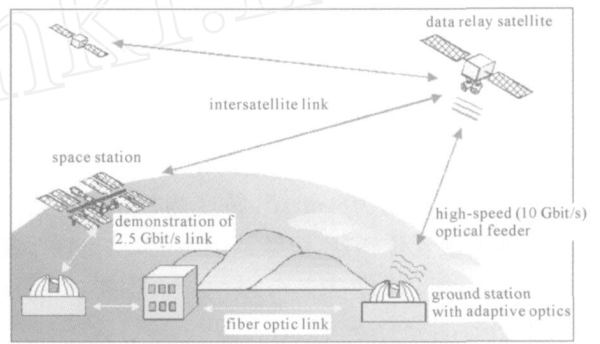 data relay satellite
intersatellite link
space station
demonstration of
2.5 Gbit/s link
high-speed (10 Gbit/s)
optical feeder
ground station
with adaptive optics
fiber optic link